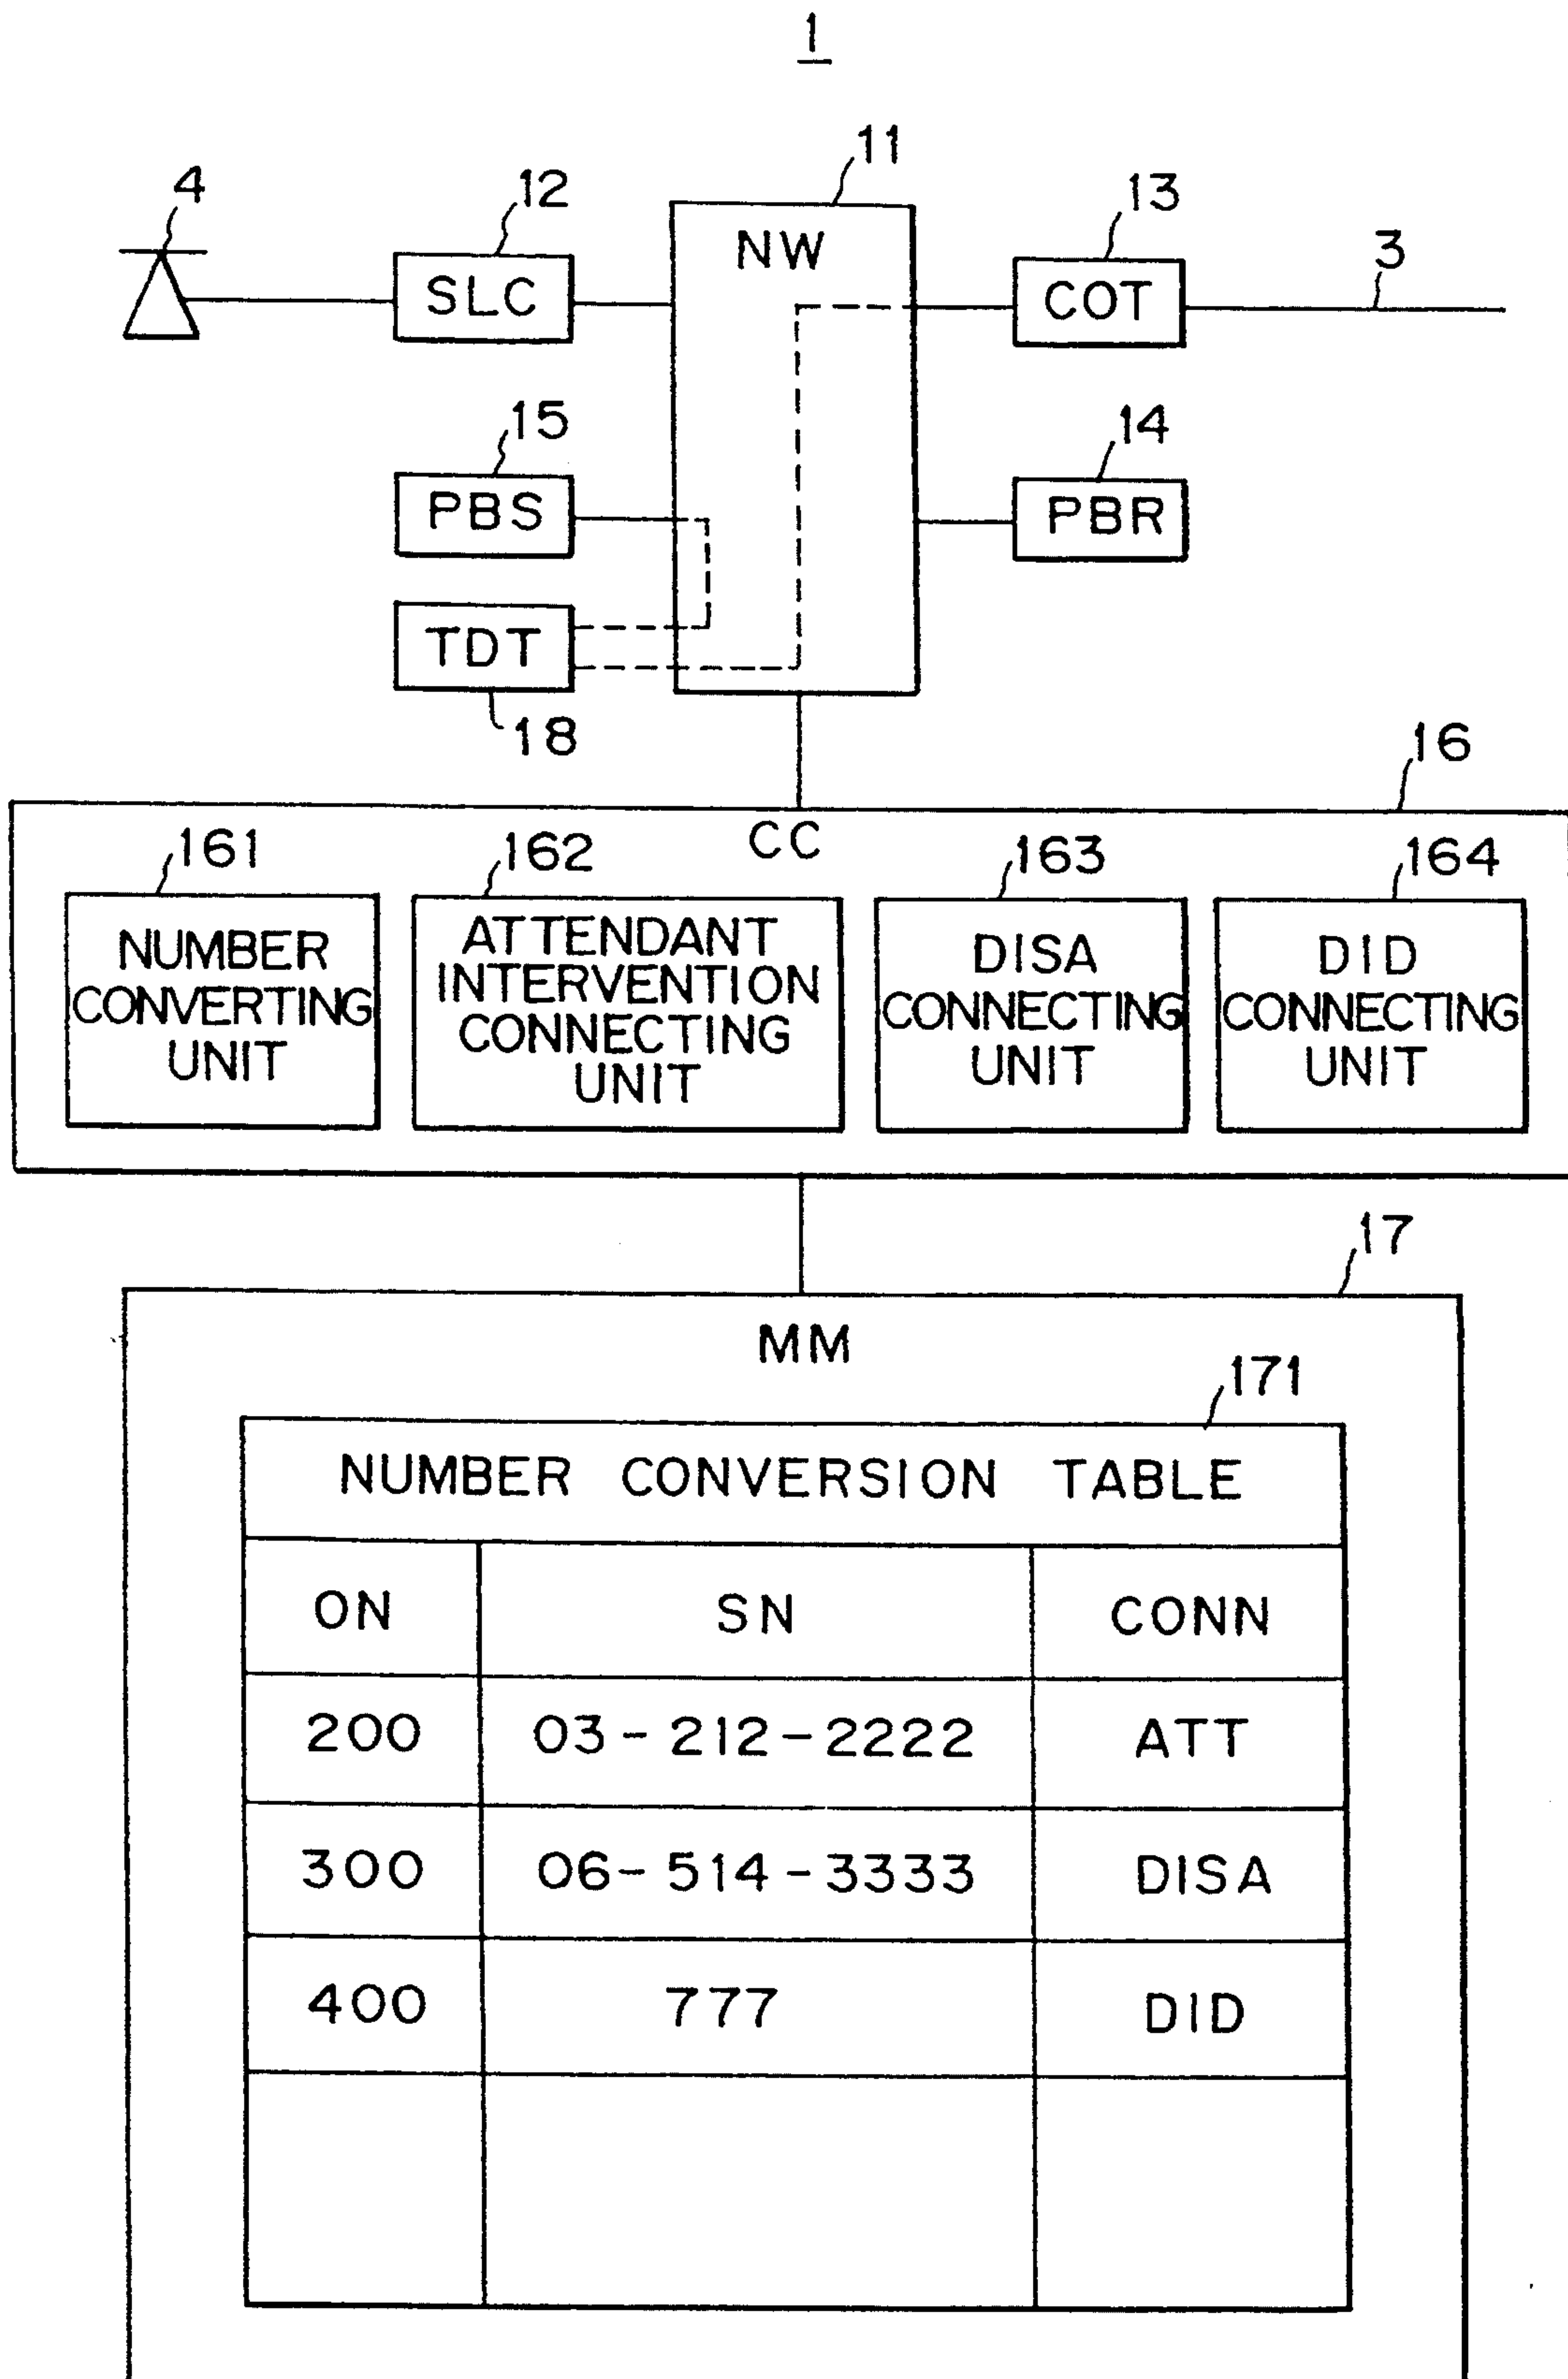 1
11
4
12
13
NW
3
SLC
COT
15
14
PBS
PBR
TDT
18
16
CC
161
162
163
164
NUMBER
CONVERTING
UNIT
ATTENDANT
INTERVENTION
CONNECTING
UNIT
DISA
CONNECTING
UNIT
DID
CONNECTING
UNIT
17
MM
171
NUMBER CONVERSION TABLE
ON SN CONN
200 03-212-2222 ATT
300 06-514-3333 DISA
400 777 DID